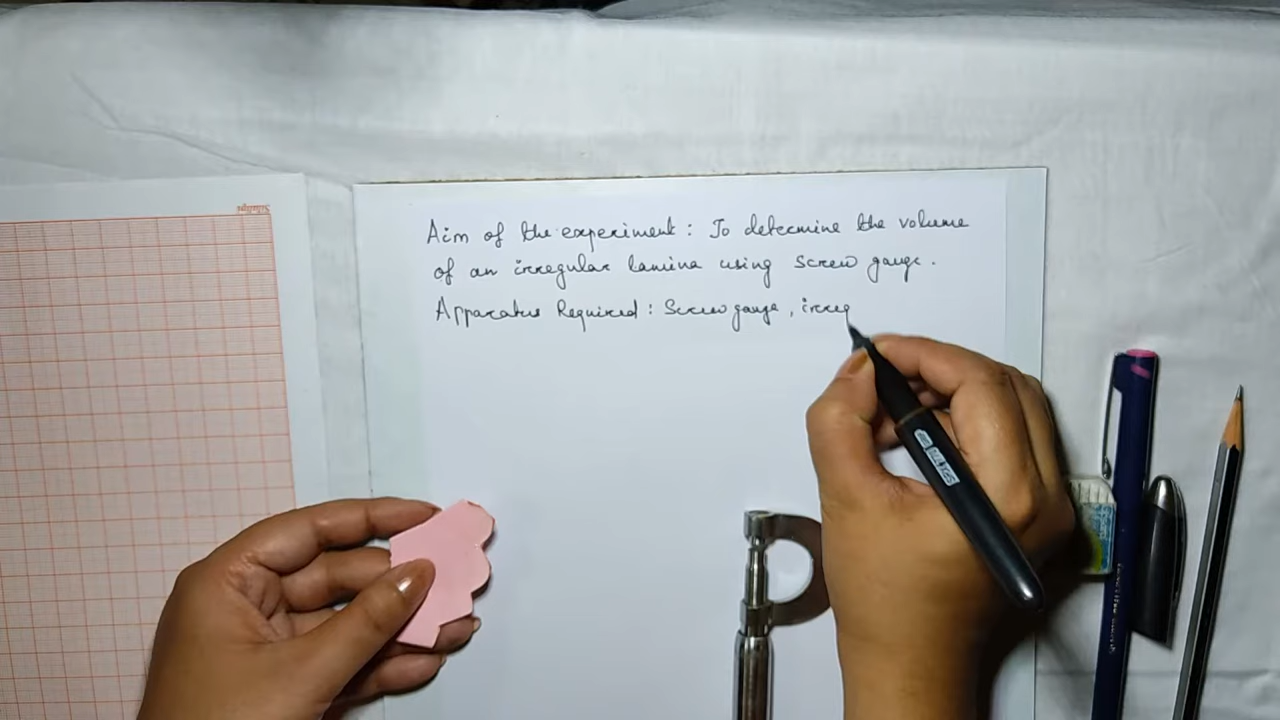 Aim of the experiment : To determine the volume
of an irregular lamina using screw gauge.
Apparatus Required : Screw gauge, irreg